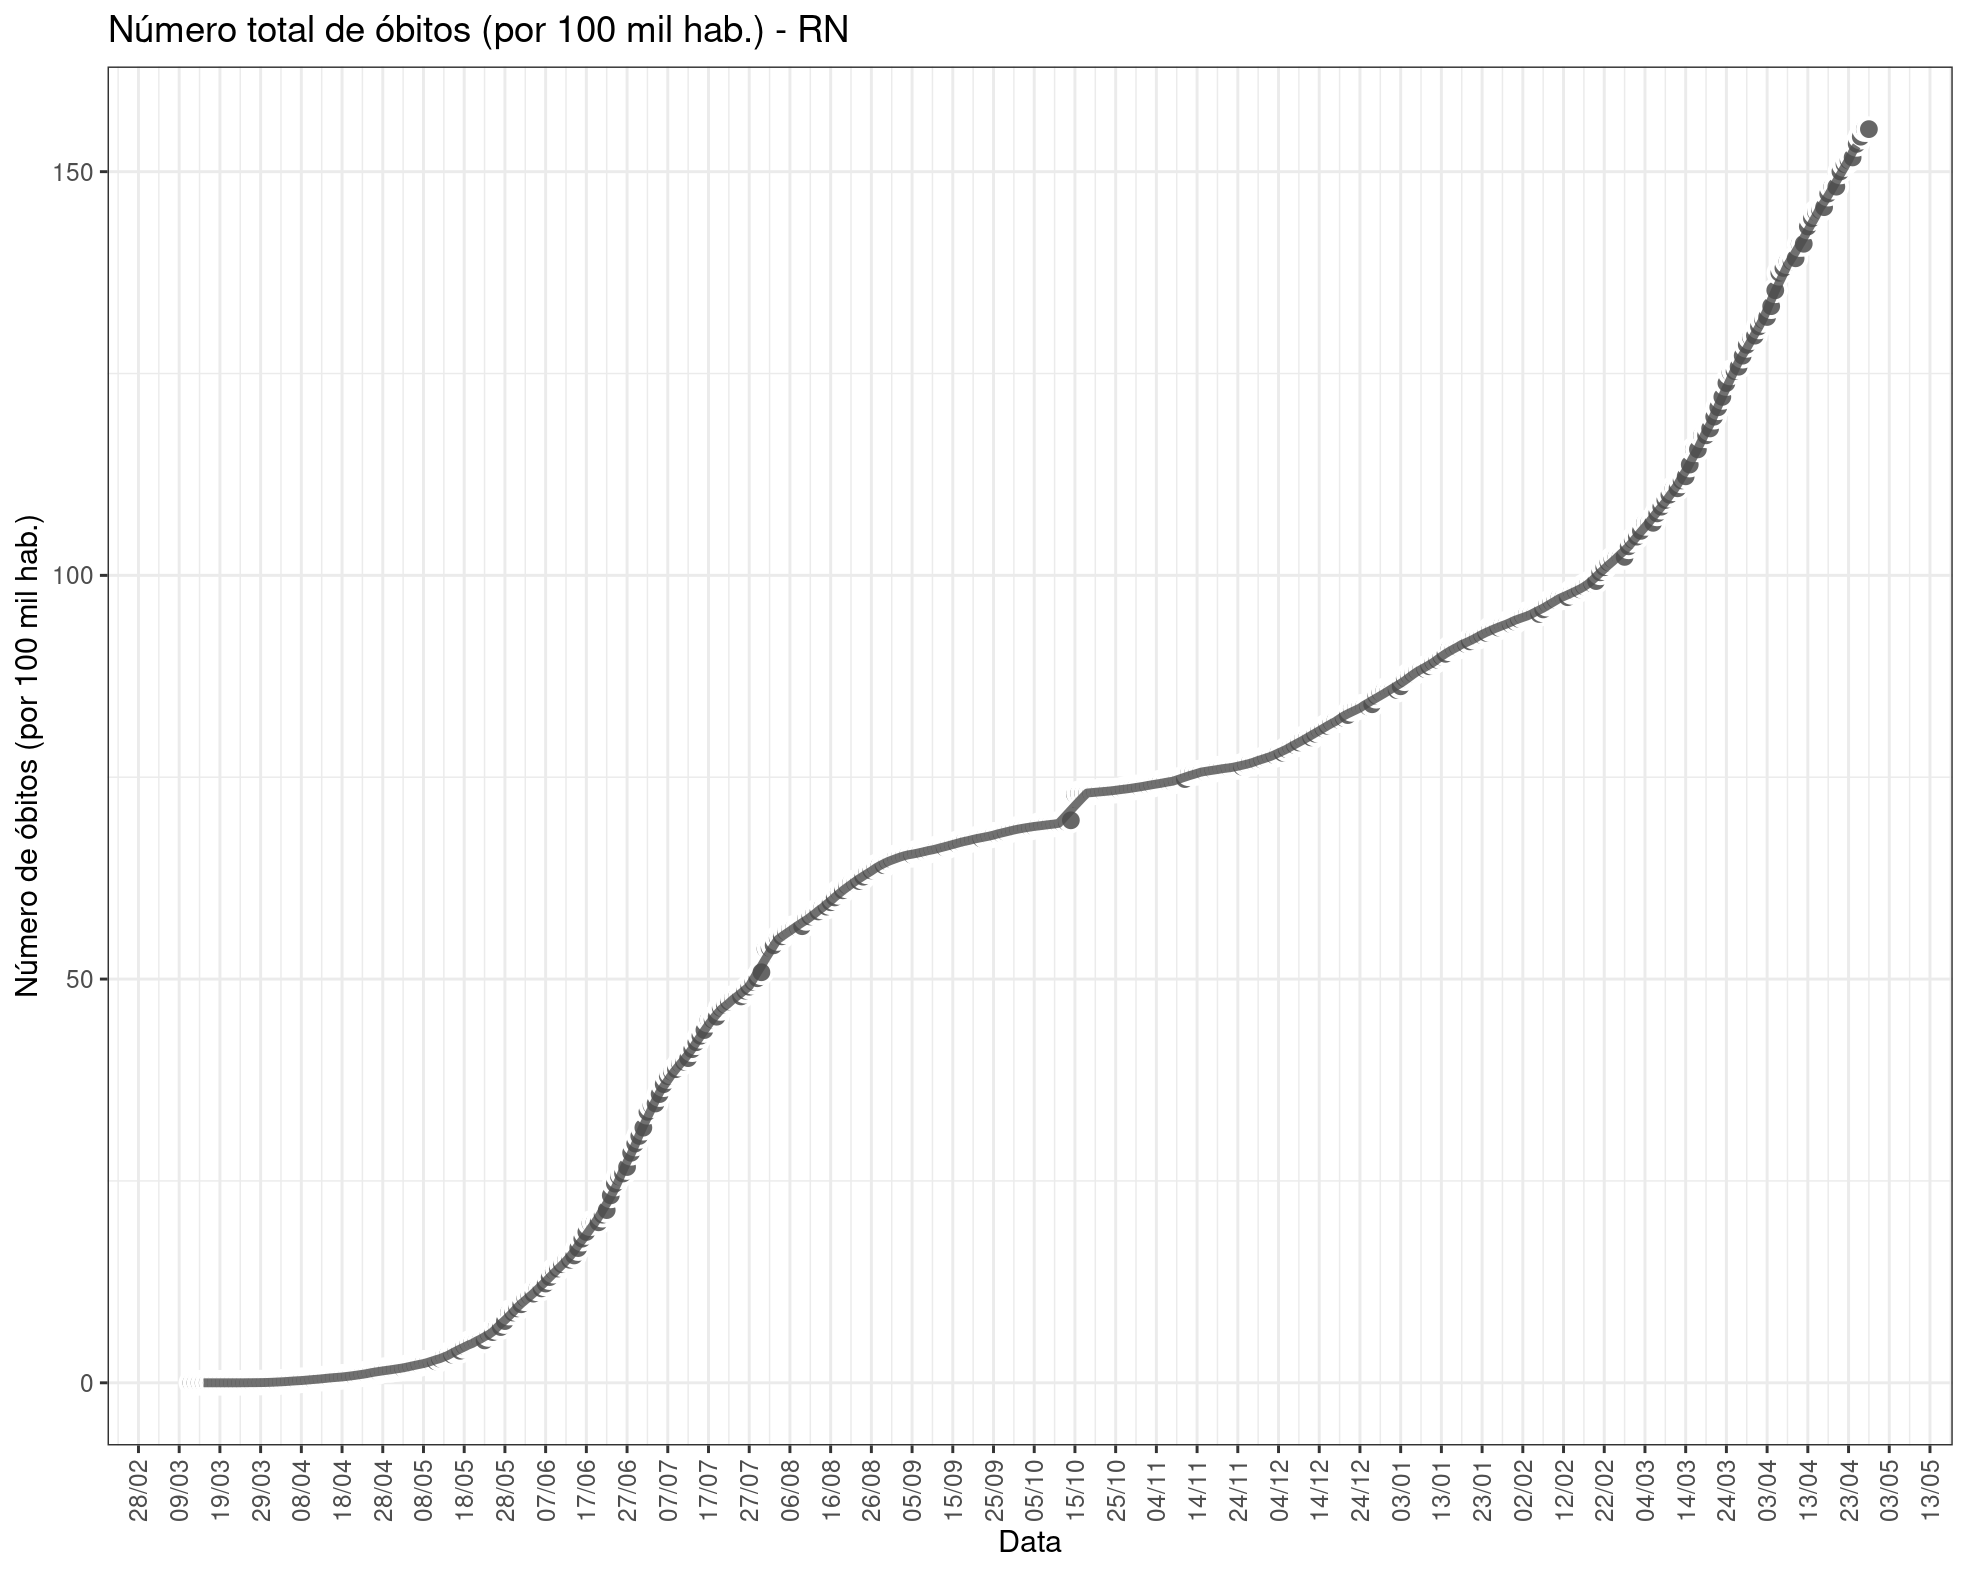 Número total de óbitos (por 100 mil hab.) - RN
Número de óbitos (por 100 mil hab.)
150
100
50
0
28/02 09/03 19/03 29/03 08/04 18/04 28/04 08/05 18/05 28/05 07/06 17/06 27/06 07/07 17/07 27/07 06/08 16/08 26/08 05/09 15/09 25/09 05/10 15/10 25/10 04/11 14/11 24/11 04/12 14/12 24/12 03/01 13/01 23/01 02/02 12/02 22/02 04/03 14/03 24/03 03/04 13/04 23/04 03/05 13/05
Data